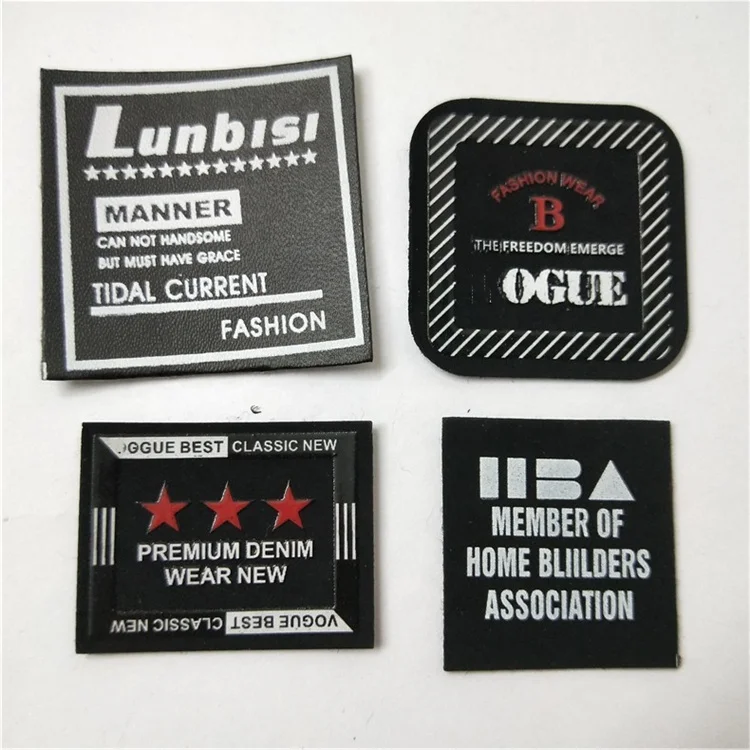 Lunbisi
MANNER
CAN NOT HANDSOME
BUT MUST HAVE GRACE
TIDAL CURRENT
FASHION
FASHION WEAR
B
THE FREEDOM EMERGE
OGUE
OGGUE BEST CLASSIC NEW
PREMIUM DENIM
WEAR NEW
VOGUE BEST CLASSIC NEW
IIBA
MEMBER OF
HOME BLIILDERS
ASSOCIATION